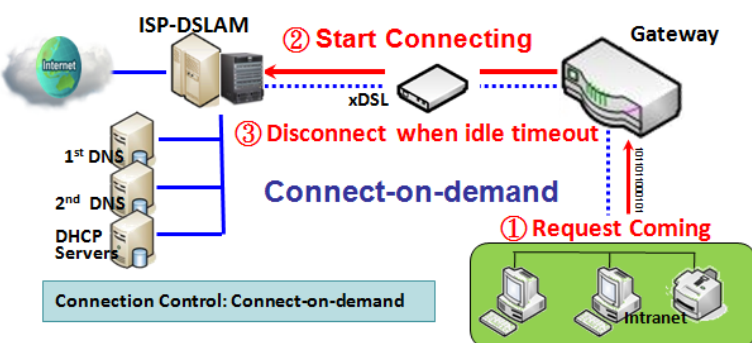 ISP-DSLAM
② Start Connecting
Gateway
Internet
xDSL
③ Disconnect when idle timeout
1st DNS
101101000101
2nd DNS
Connect-on-demand
① Request Coming
DHCP
Servers
Connection Control: Connect-on-demand
Intranet